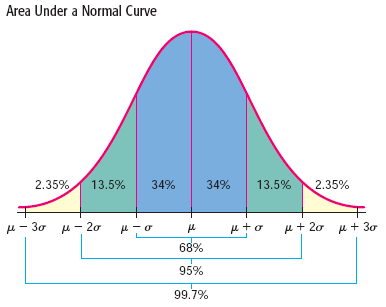 Area Under a Normal Curve
2.35% 13.5% 34% 34% 13.5% 2.35%
μ − 3σ μ − 2σ μ − σ μ μ + σ μ + 2σ μ + 3σ
68%
95%
99.7%